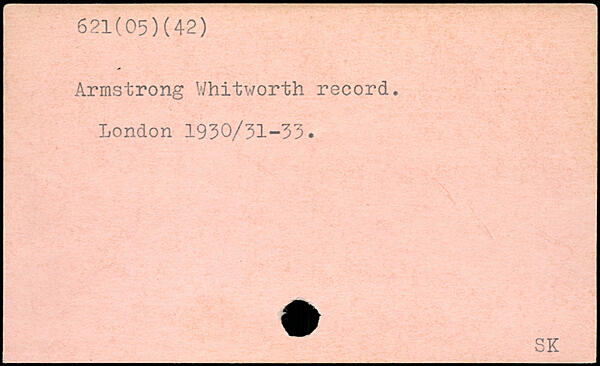 621(05)(42)
Armstrong Whitworth record.
London 1930/31-33.
SK